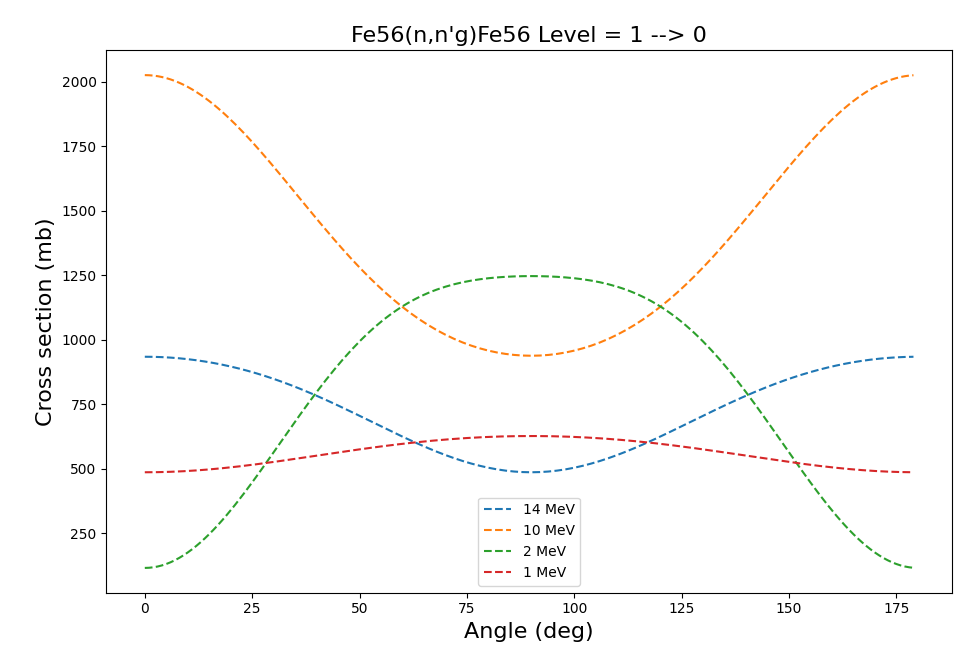 Fe56(n,n'g)Fe56 Level = 1 --> 0
Cross section (mb)
2000
1750
1500
1250
1000
750
500
250
14 MeV
10 MeV
2 MeV
1 MeV
0 25 50 75 100 125 150 175
Angle (deg)